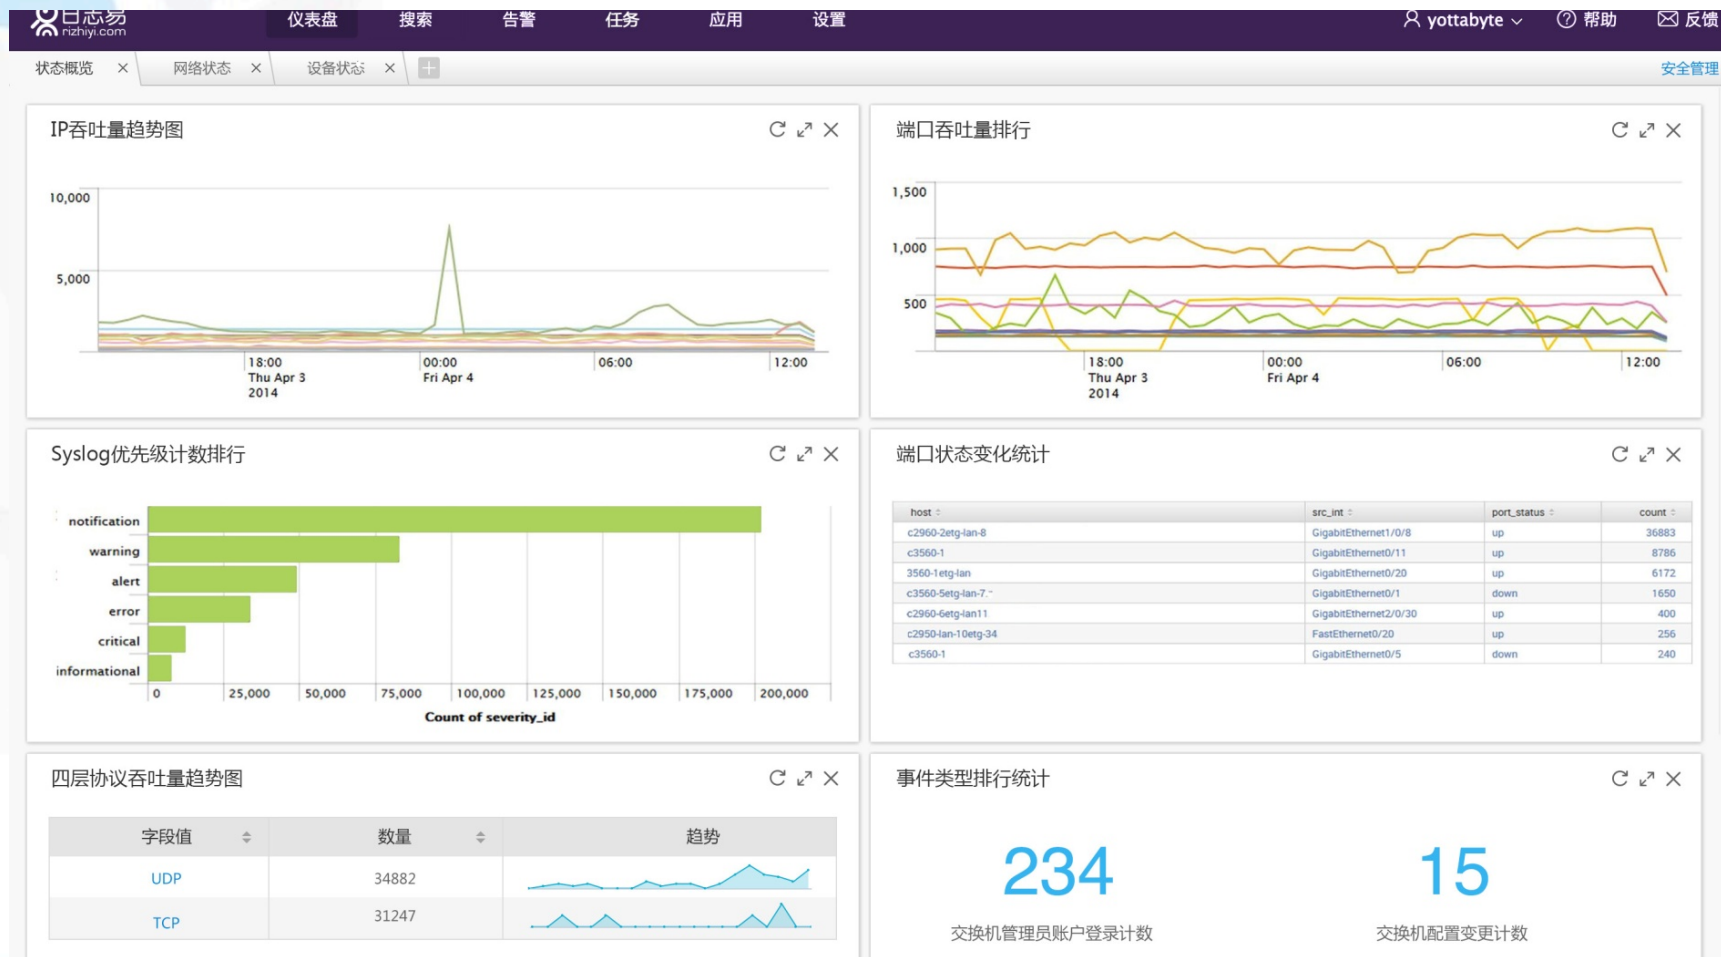 日志易
rizhiyi.com
仪表盘 搜索 告警 任务 应用 设置 yottabyte 帮助 反馈
状态概览 网络状态 设备状态 安全管理
IP吞吐量趋势图
10,000
5,000
18:00 00:00 06:00 12:00
Thu Apr 3 Fri Apr 4
2014
端口吞吐量排行
1,500
1,000
500
18:00 00:00 06:00 12:00
Thu Apr 3 Fri Apr 4
2014
Syslog优先级计数排行
notification
warning
alert
error
critical
informational
0 25,000 50,000 75,000 100,000 125,000 150,000 175,000 200,000
Count of severity_id
端口状态变化统计
host src_int port_status count
c2960-2etg-lan-8 GigabitEthernet1/0/8 up 36883
c3560-1 GigabitEthernet0/11 up 8786
3560-1etg-lan GigabitEthernet0/20 up 6172
c3560-5etg-lan-7. GigabitEthernet0/1 down 1650
c2960-6etg-lan11 GigabitEthernet2/0/30 up 400
c2950-lan-10etg-34 FastEthernet0/20 up 256
c3560-1 GigabitEthernet0/5 down 240
四层协议吞吐量趋势图
字段值 数量 趋势
UDP 34882
TCP 31247
事件类型排行统计
234 15
交换机管理员账户登录计数 交换机配置变更计数